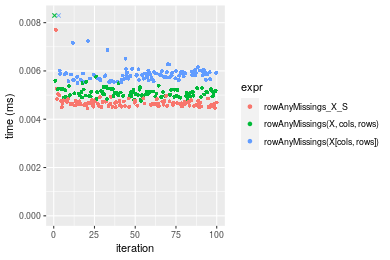 0.008
0.006
0.004
0.002
0.000
time (ms)
0
25
50
75
100
iteration
expr
rowAnyMissings_X_S
rowAnyMissings(X, cols, rows)
rowAnyMissings(X[cols, rows])